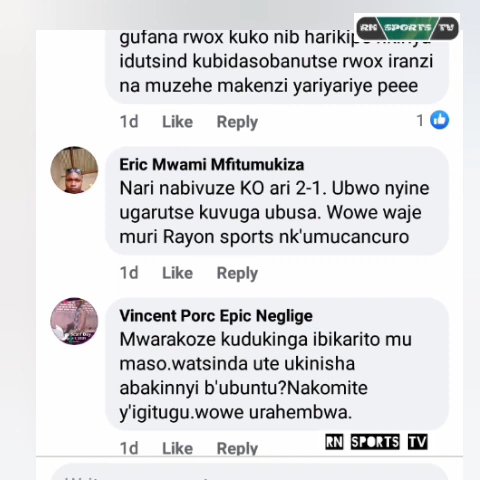 RN SPORTS TV
gufana rwox kuko nib
idutsind kubidasobanutse rwox iranzi
na muzehe makenzi yariyariye peee
1d Like Reply 1
Eric Mwami Mfitumukiza
Nari nabivuze KO ari 2-1. Ubwo nyine
ugarutse kuvuga ubusa. Wowe waje
muri Rayon sports nk'umucancuro
1d Like Reply
Vincent Porc Epic Neglige
Mwarakoze kudukinga ibikarito mu
maso.watsinda ute ukinisha
abakinnyi b'ubuntu?Nakomite
y'igitugu.wowe urahembwa.
1d Like Reply
RN SPORTS TV